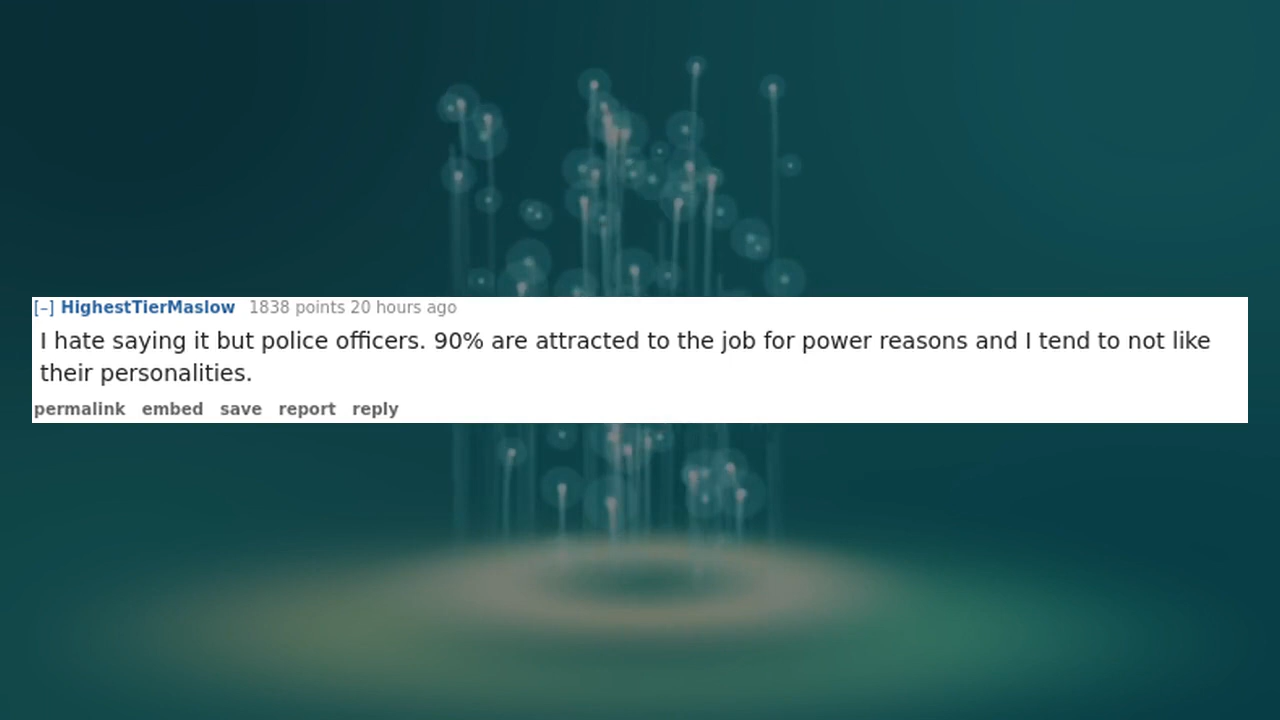 [–] HighestTierMaslow 1838 points 20 hours ago
I hate saying it but police officers. 90% are attracted to the job for power reasons and I tend to not like
their personalities.
permalink embed save report reply